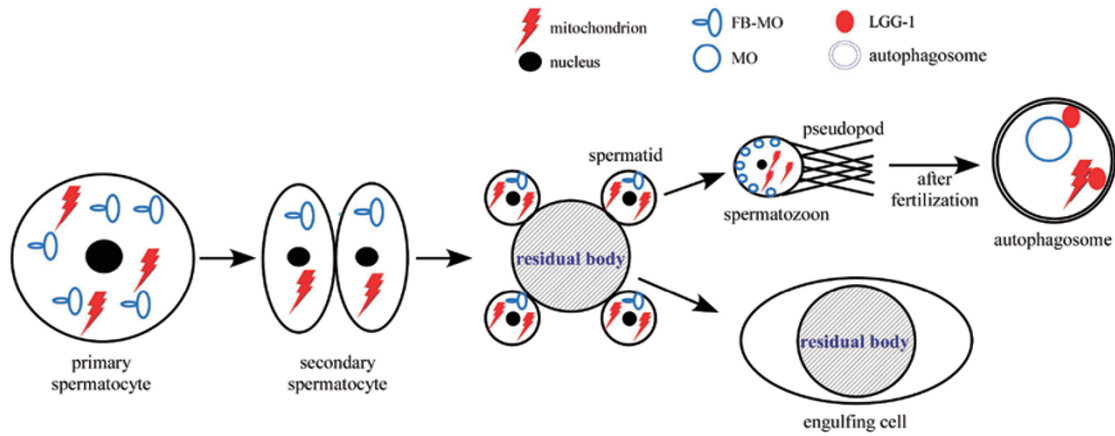 mitochondrion
FB-MO
LGG-1
nucleus
MO
autophagosome
pseudopod
spermatid
residual body
spermatozoon
after
fertilization
autophagosome
primary
spermatocyte
secondary
spermatocyte
residual body
engulfing cell